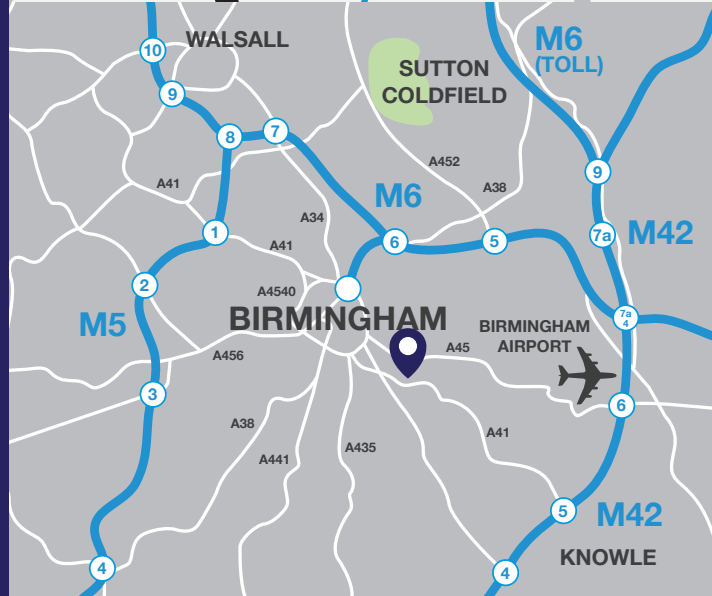 WALSALL
10
M6
(TOLL)
SUTTON
COLDFIELD
9
8
7
A452
9
A41
A38
M6
A34
1
A41
6
5
7a
M42
2
A4540
BIRMINGHAM
M5
7a
4
BIRMINGHAM
AIRPORT
A45
A456
3
6
A38
A41
A441
A435
5
M42
KNOWLE
4
4